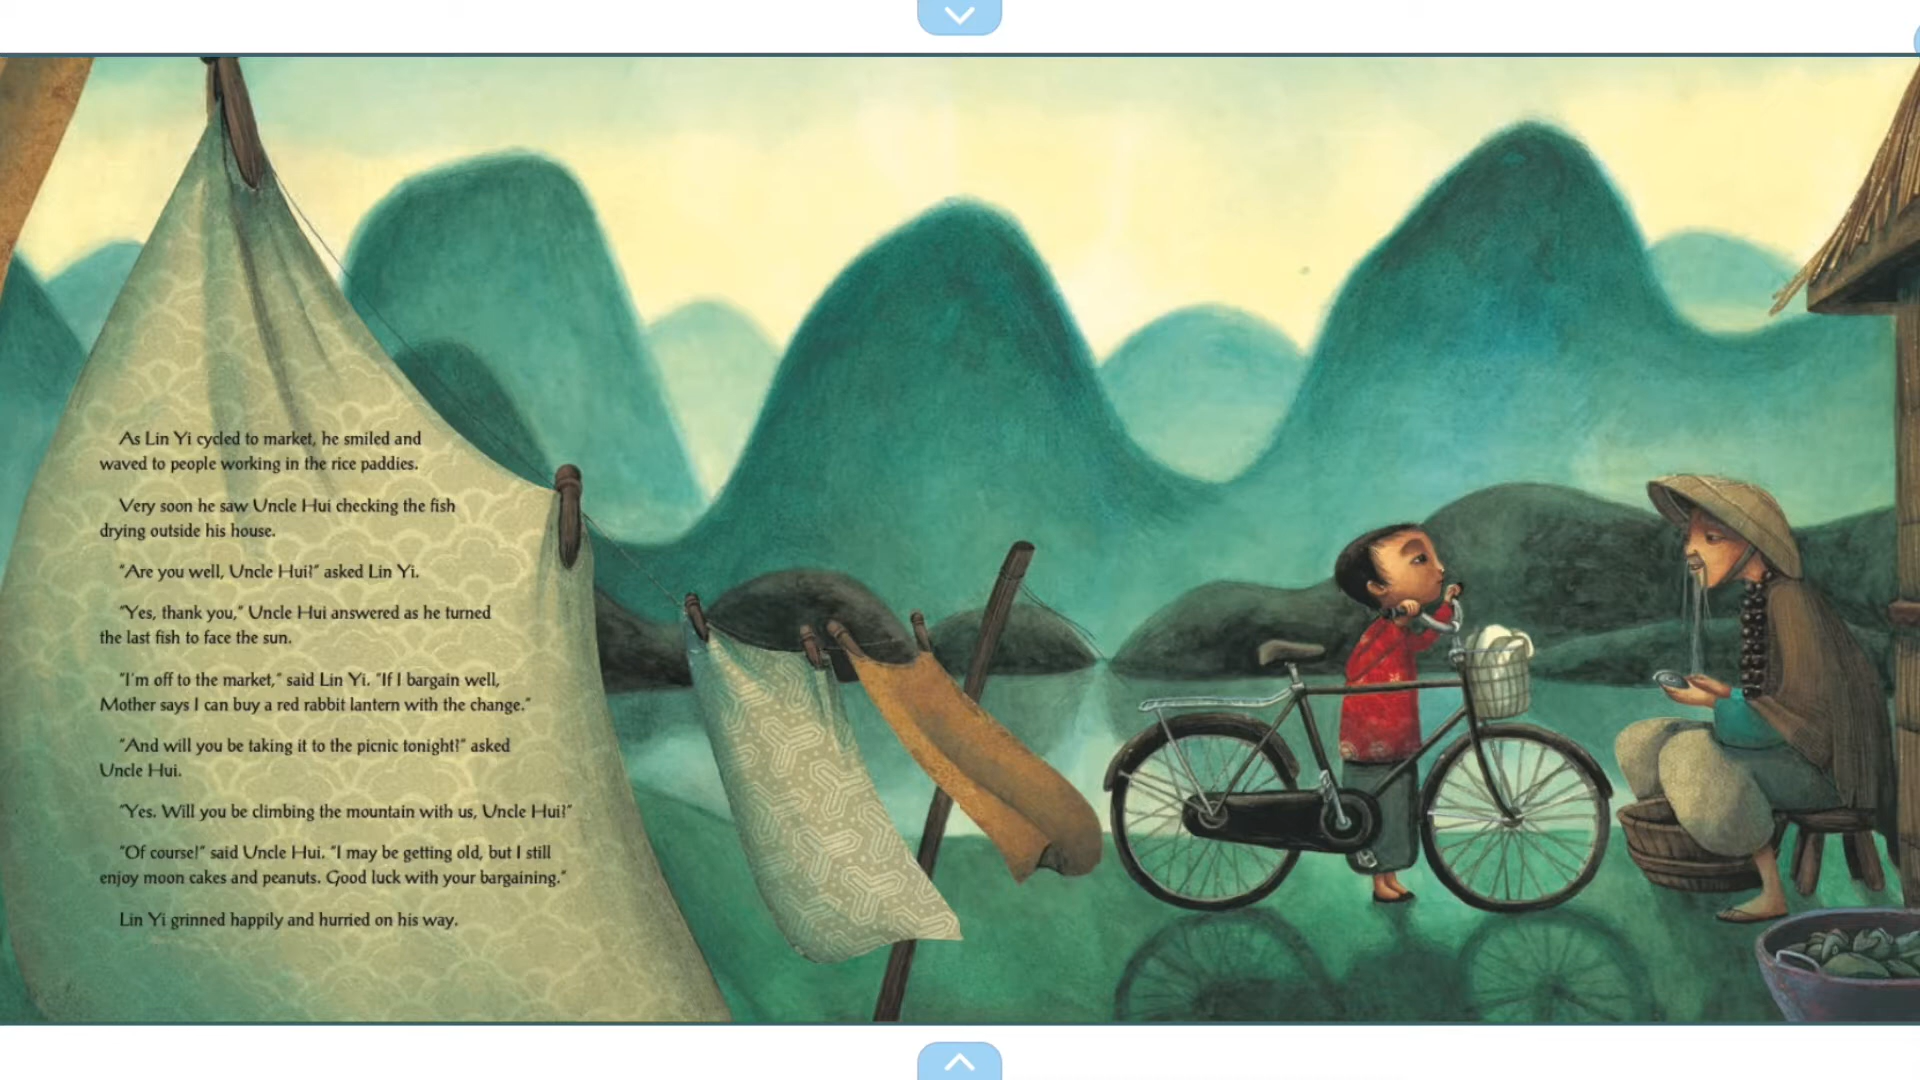 As Lin Yi cycled to market, he smiled and
waved to people working in the rice paddies.
Very soon he saw Uncle Hui checking the fish
drying outside his house.
"Are you well, Uncle Hui?" asked Lin Yi.
"Yes, thank you," Uncle Hui answered as he turned
the last fish to face the sun.
"I'm off to the market," said Lin Yi. "If I bargain well,
Mother says I can buy a red rabbit lantern with the change."
"And will you be taking it to the picnic tonight?" asked
Uncle Hui.
"Yes. Will you be climbing the mountain with us, Uncle Hui?"
"Of course!" said Uncle Hui. "I may be getting old, but I still
enjoy moon cakes and peanuts. Good luck with your bargaining."
Lin Yi grinned happily and hurried on his way.